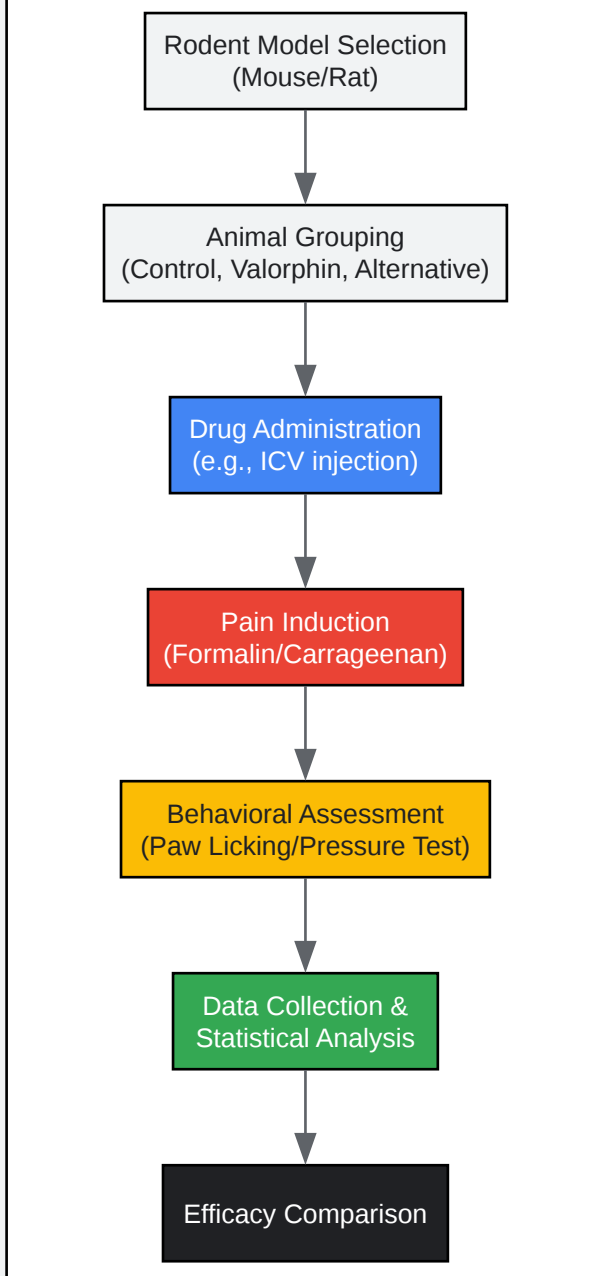 Rodent Model Selection
(Mouse/Rat)
Animal Grouping
(Control, Valorphin, Alternative)
Drug Administration
(e.g., ICV injection)
Pain Induction
(Formalin/Carrageenan)
Behavioral Assessment
(Paw Licking/Pressure Test)
Data Collection &
Statistical Analysis
Efficacy Comparison